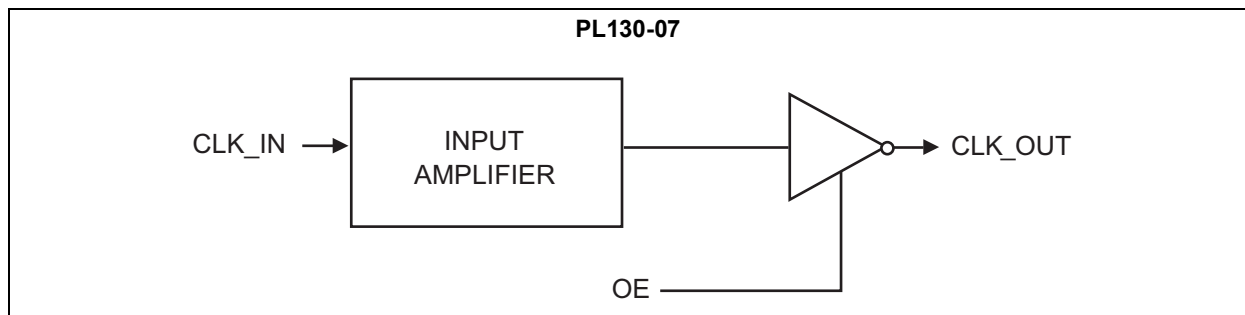 PL130-07
CLK_IN
INPUT
AMPLIFIER
CLK_OUT
OE